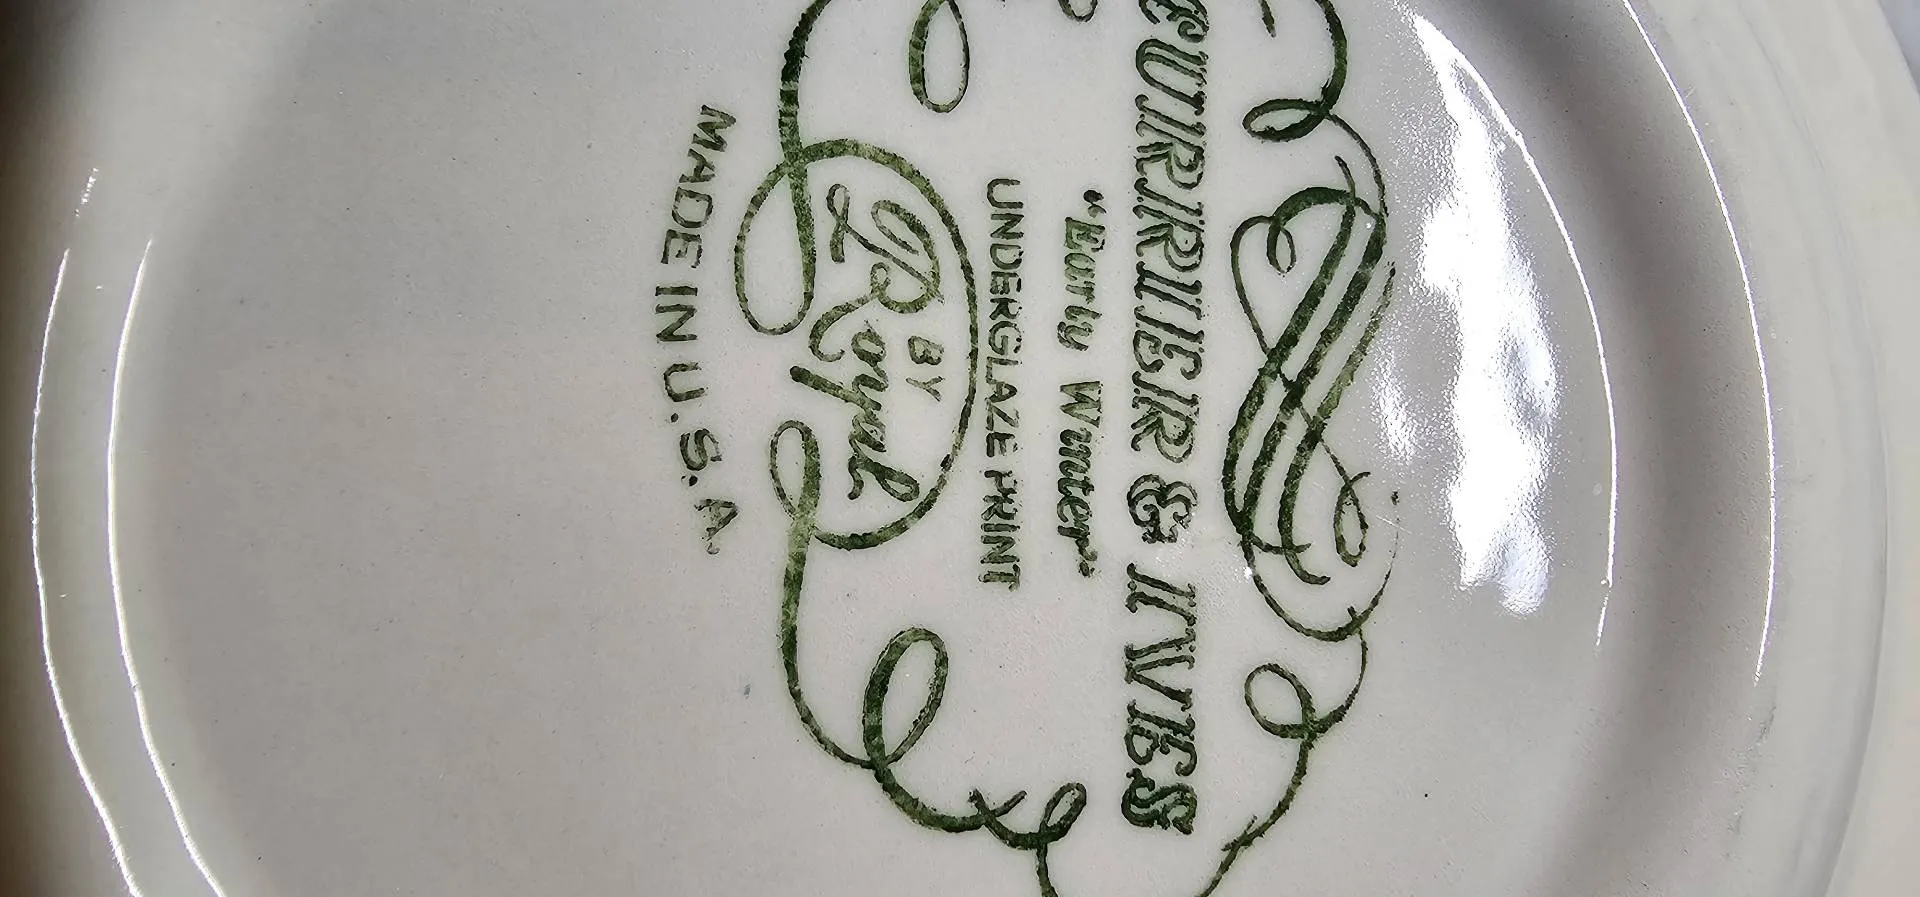 CURRIER & IVES
"Early Winter"
UNDERGLAZE PRINT
BY
Royal
MADE IN U.S.A.